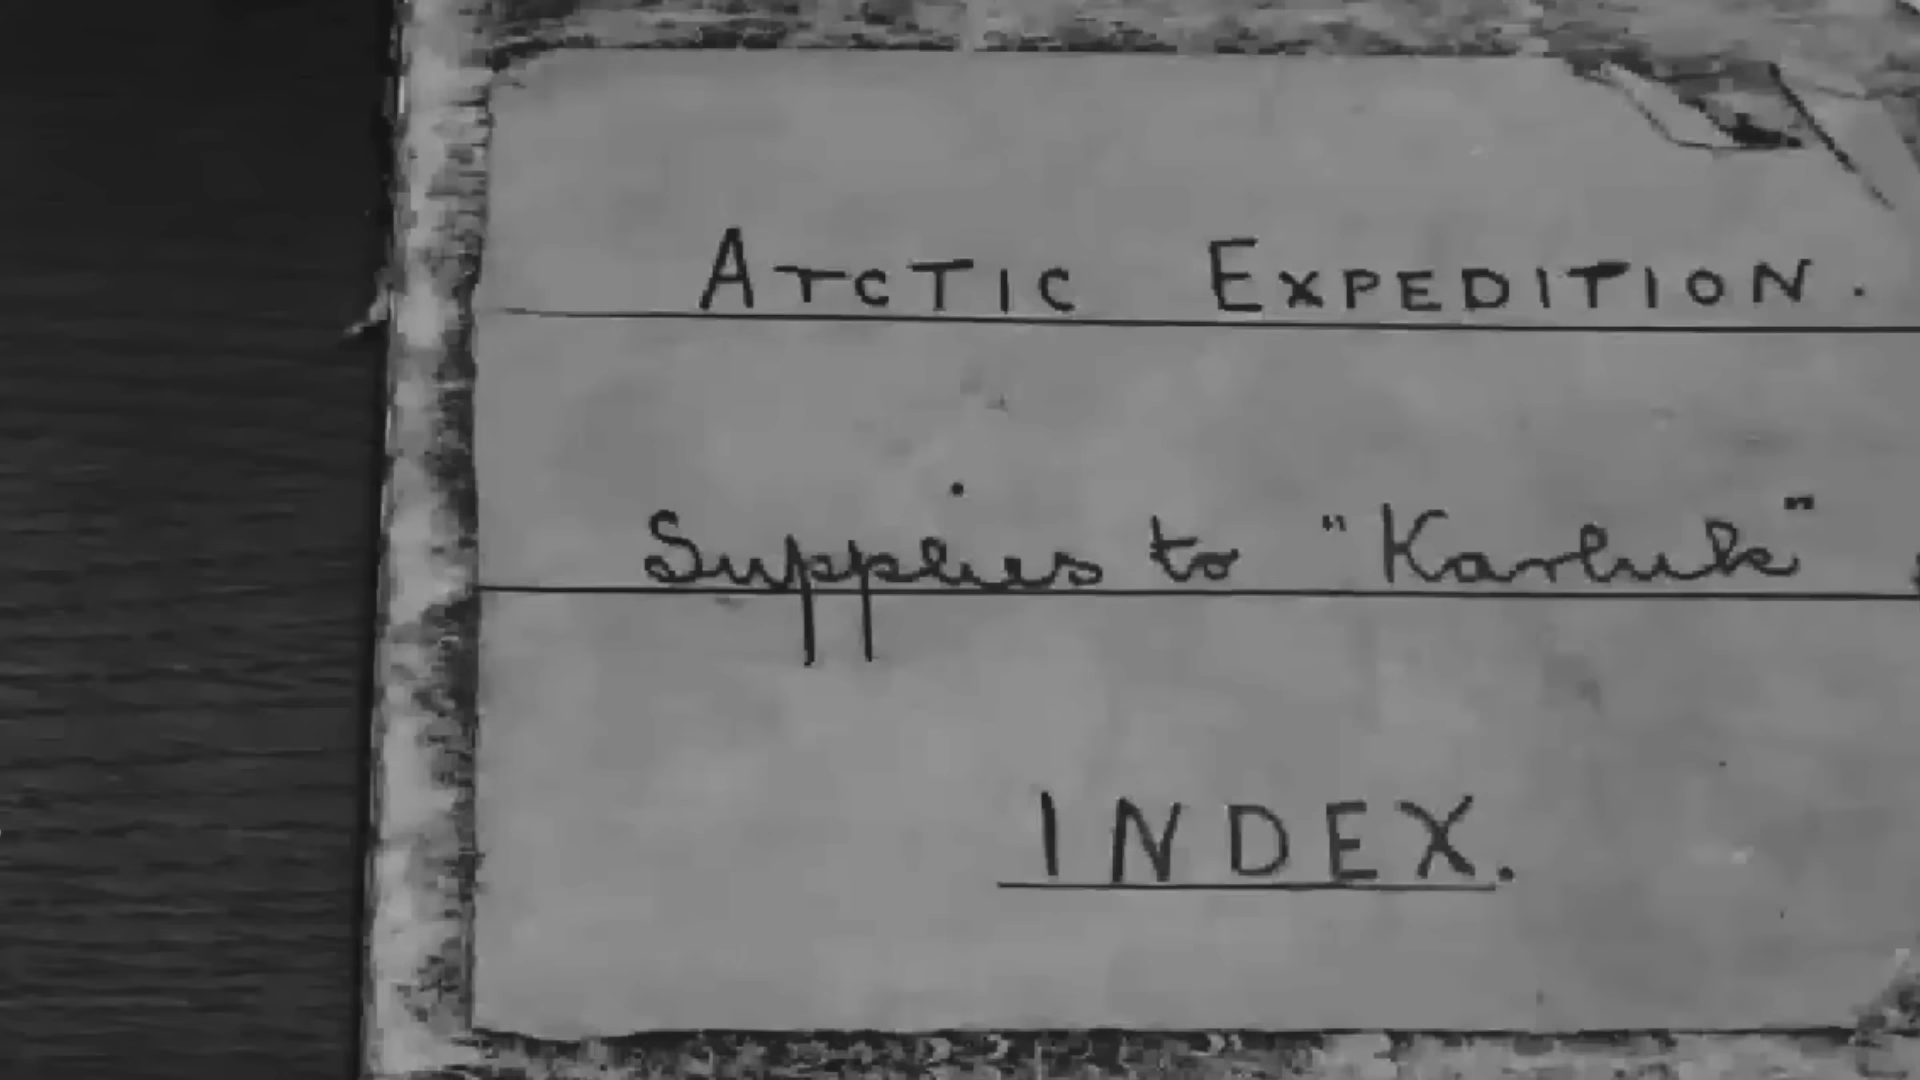 ARCTIC EXPEDITION.
Supplies to "Karluk"
INDEX.